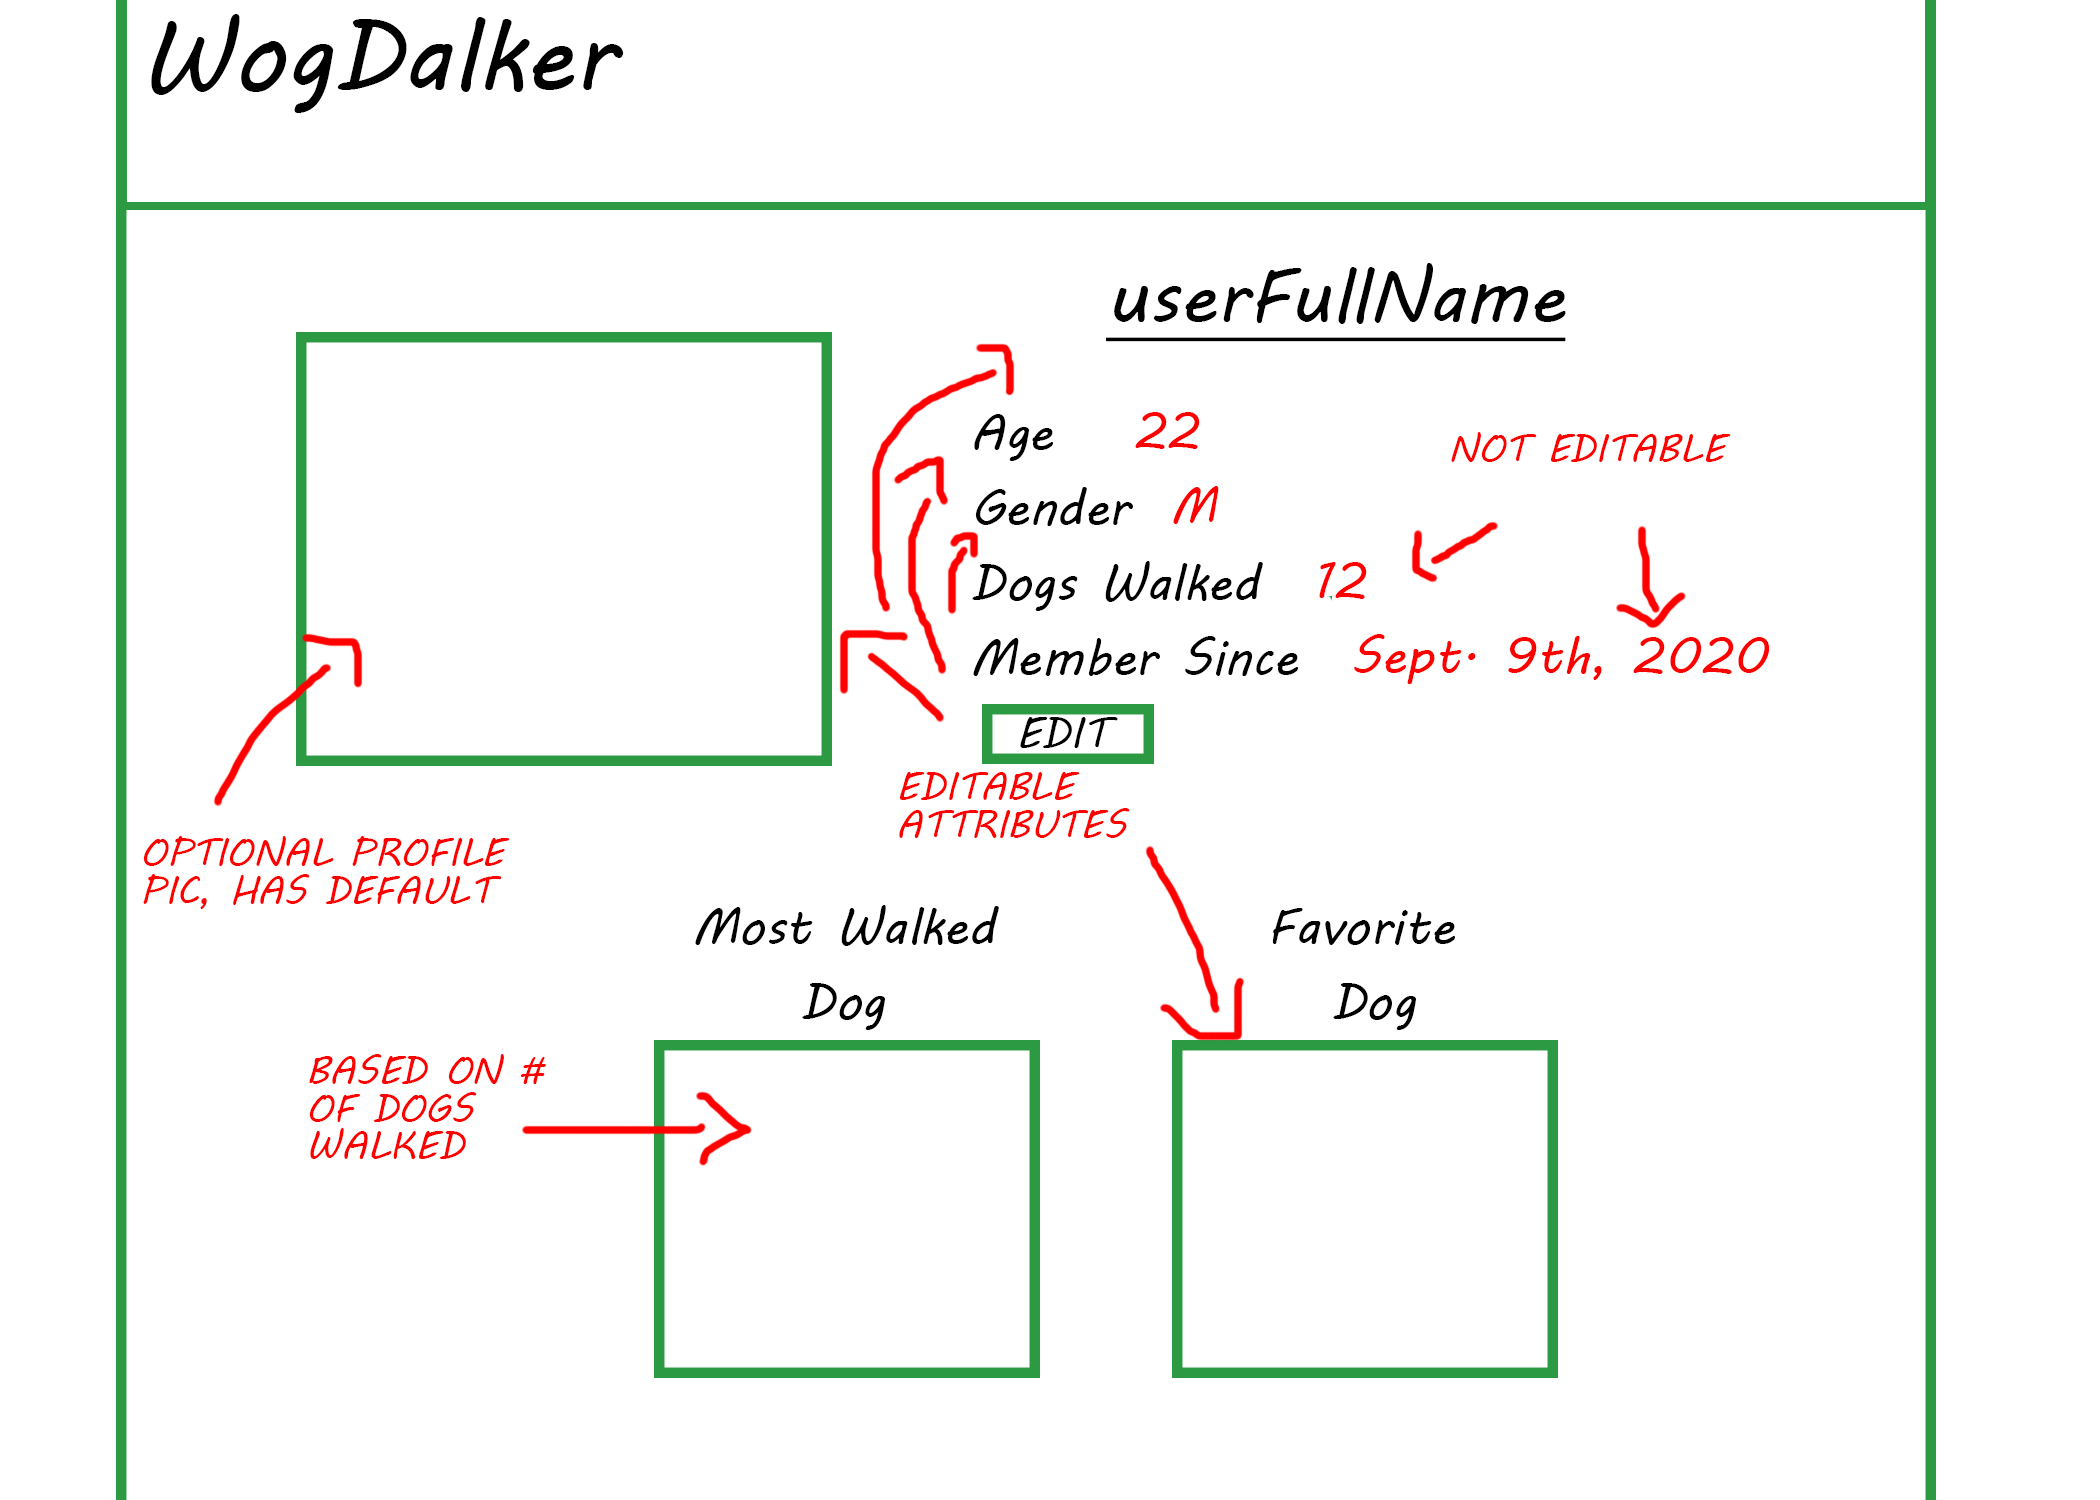 WogDalker
userFullName
Age 22
NOT EDITABLE
Gender M
Dogs Walked 12
Member Since Sept. 9th, 2020
EDIT
EDITABLE
ATTRIBUTES
OPTIONAL PROFILE
PIC, HAS DEFAULT
Most Walked
Dog
Favorite
Dog
BASED ON #
OF DOGS
WALKED